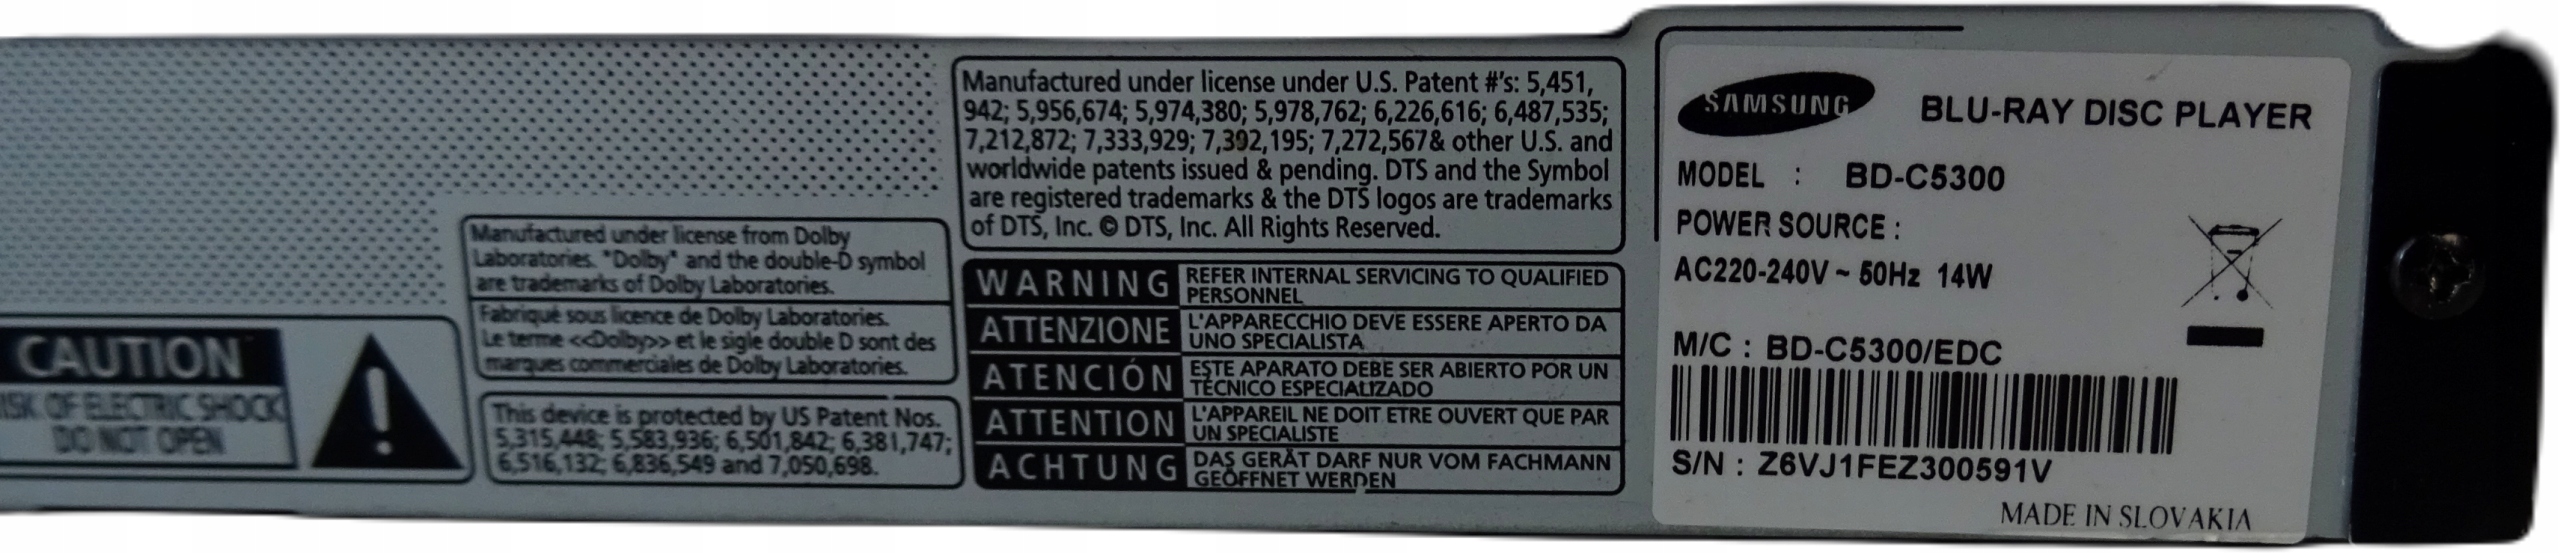 CAUTION
RISK OF ELECTRIC SHOCK
DO NOT OPEN
Manufactured under license from Dolby
Laboratories. "Dolby" and the double-D symbol
are trademarks of Dolby Laboratories.
Fabriqué sous licence de Dolby Laboratories.
Le terme <<Dolby>> et le sigle double D sont des
marques commerciales de Dolby Laboratories.
This device is protected by US Patent Nos.
5,315,448; 5,583,936; 6,501,842; 6,381,747;
6,516,132; 6,836,549 and 7,050,698.
Manufactured under license under U.S. Patent #'s: 5,451,
942; 5,956,674; 5,974,380; 5,978,762; 6,226,616; 6,487,535;
7,212,872; 7,333,929; 7,392,195; 7,272,567& other U.S. and
worldwide patents issued & pending. DTS and the Symbol
are registered trademarks & the DTS logos are trademarks
of DTS, Inc. © DTS, Inc. All Rights Reserved.
WARNING REFER INTERNAL SERVICING TO QUALIFIED
PERSONNEL
ATTENZIONE L'APPARECCHIO DEVE ESSERE APERTO DA
UNO SPECIALISTA
ATENCIÓN ESTE APARATO DEBE SER ABIERTO POR UN
TÉCNICO ESPECIALIZADO
ATTENTION L'APPAREIL NE DOIT ETRE OUVERT QUE PAR
UN SPECIALISTE
ACHTUNG DAS GERÄT DARF NUR VOM FACHMANN
GEÖFFNET WERDEN
SAMSUNG BLU-RAY DISC PLAYER
MODEL : BD-C5300
POWER SOURCE :
AC220-240V ~ 50Hz 14W
M/C : BD-C5300/EDC
S/N : Z6VJ1FEZ300591V
MADE IN SLOVAKIA